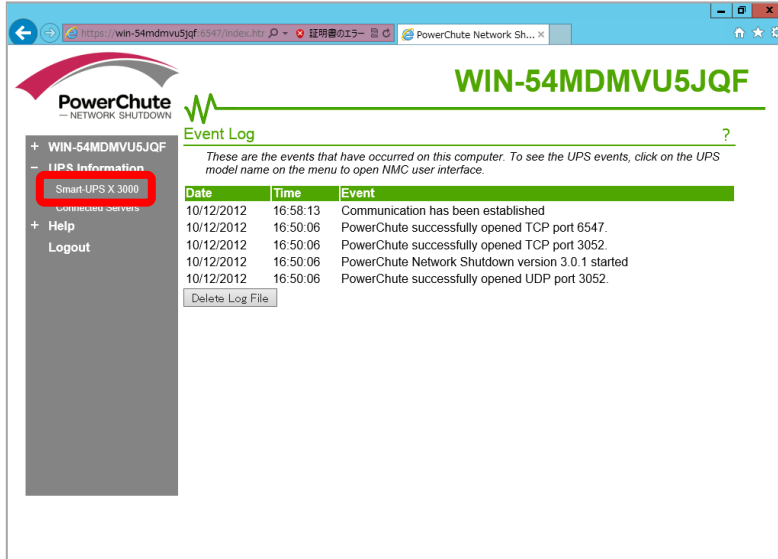 https://win-54mdmvu5jqf:6547/index.htr
証明書のエラー
PowerChute Network Sh...
PowerChute
NETWORK SHUTDOWN
WIN-54MDMVU5JQF
+ WIN-54MDMVU5JQF
− UPS Information
Smart-UPS X 3000
Connected Servers
+ Help
Logout
Event Log ?
These are the events that have occurred on this computer. To see the UPS events, click on the UPS
model name on the menu to open NMC user interface.
Date Time Event
10/12/2012 16:58:13 Communication has been established
10/12/2012 16:50:06 PowerChute successfully opened TCP port 6547.
10/12/2012 16:50:06 PowerChute successfully opened TCP port 3052.
10/12/2012 16:50:06 PowerChute Network Shutdown version 3.0.1 started
10/12/2012 16:50:06 PowerChute successfully opened UDP port 3052.
Delete Log File